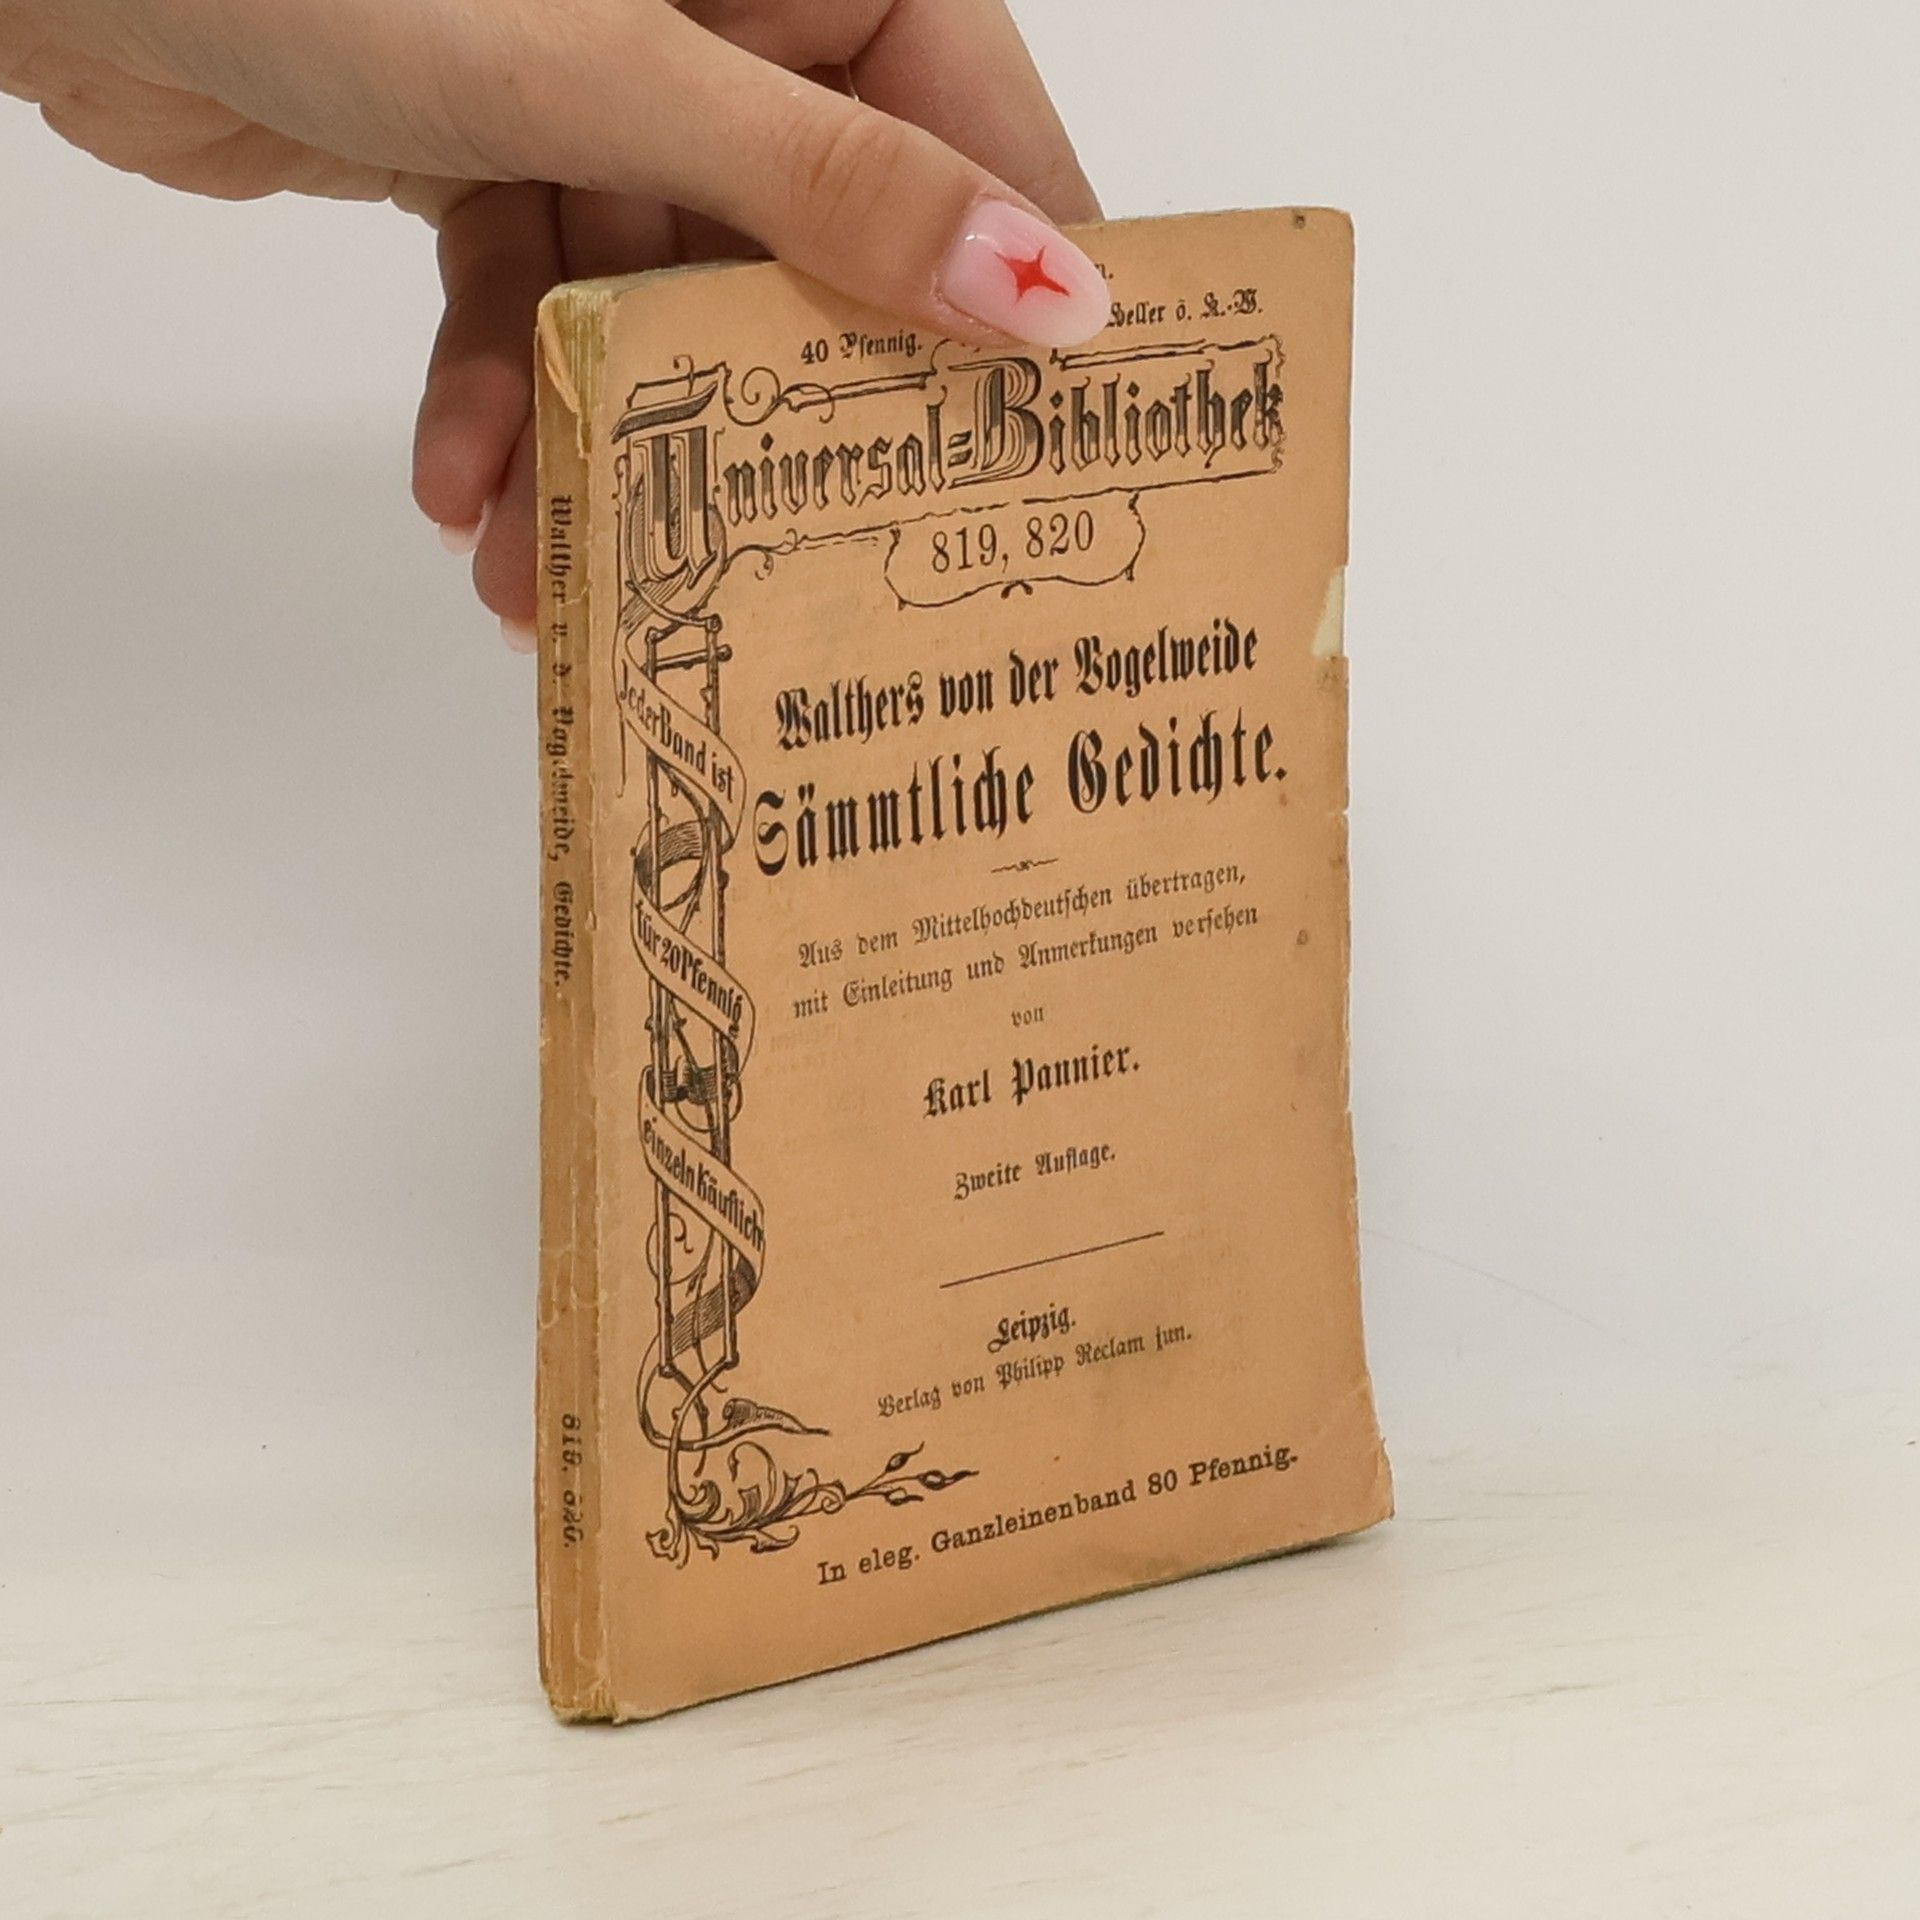 40 Pfennig.
Heller ö. K.-W.
Universal-Bibliothek
819, 820
Walthers von der Vogelweide
Sämmtliche Gedichte.
Aus dem Mittelhochdeutschen übertragen,
mit Einleitung und Anmerkungen versehen
von
Karl Pannier.
Zweite Auflage.
Leipzig.
Verlag von Philipp Reclam jun.
In eleg. Ganzleinenband 80 Pfennig.
Jeder Band ist
für 20 Pfennig
einzeln käuflich
Walther v. d. Vogelweide, Gedichte.
819. 820.